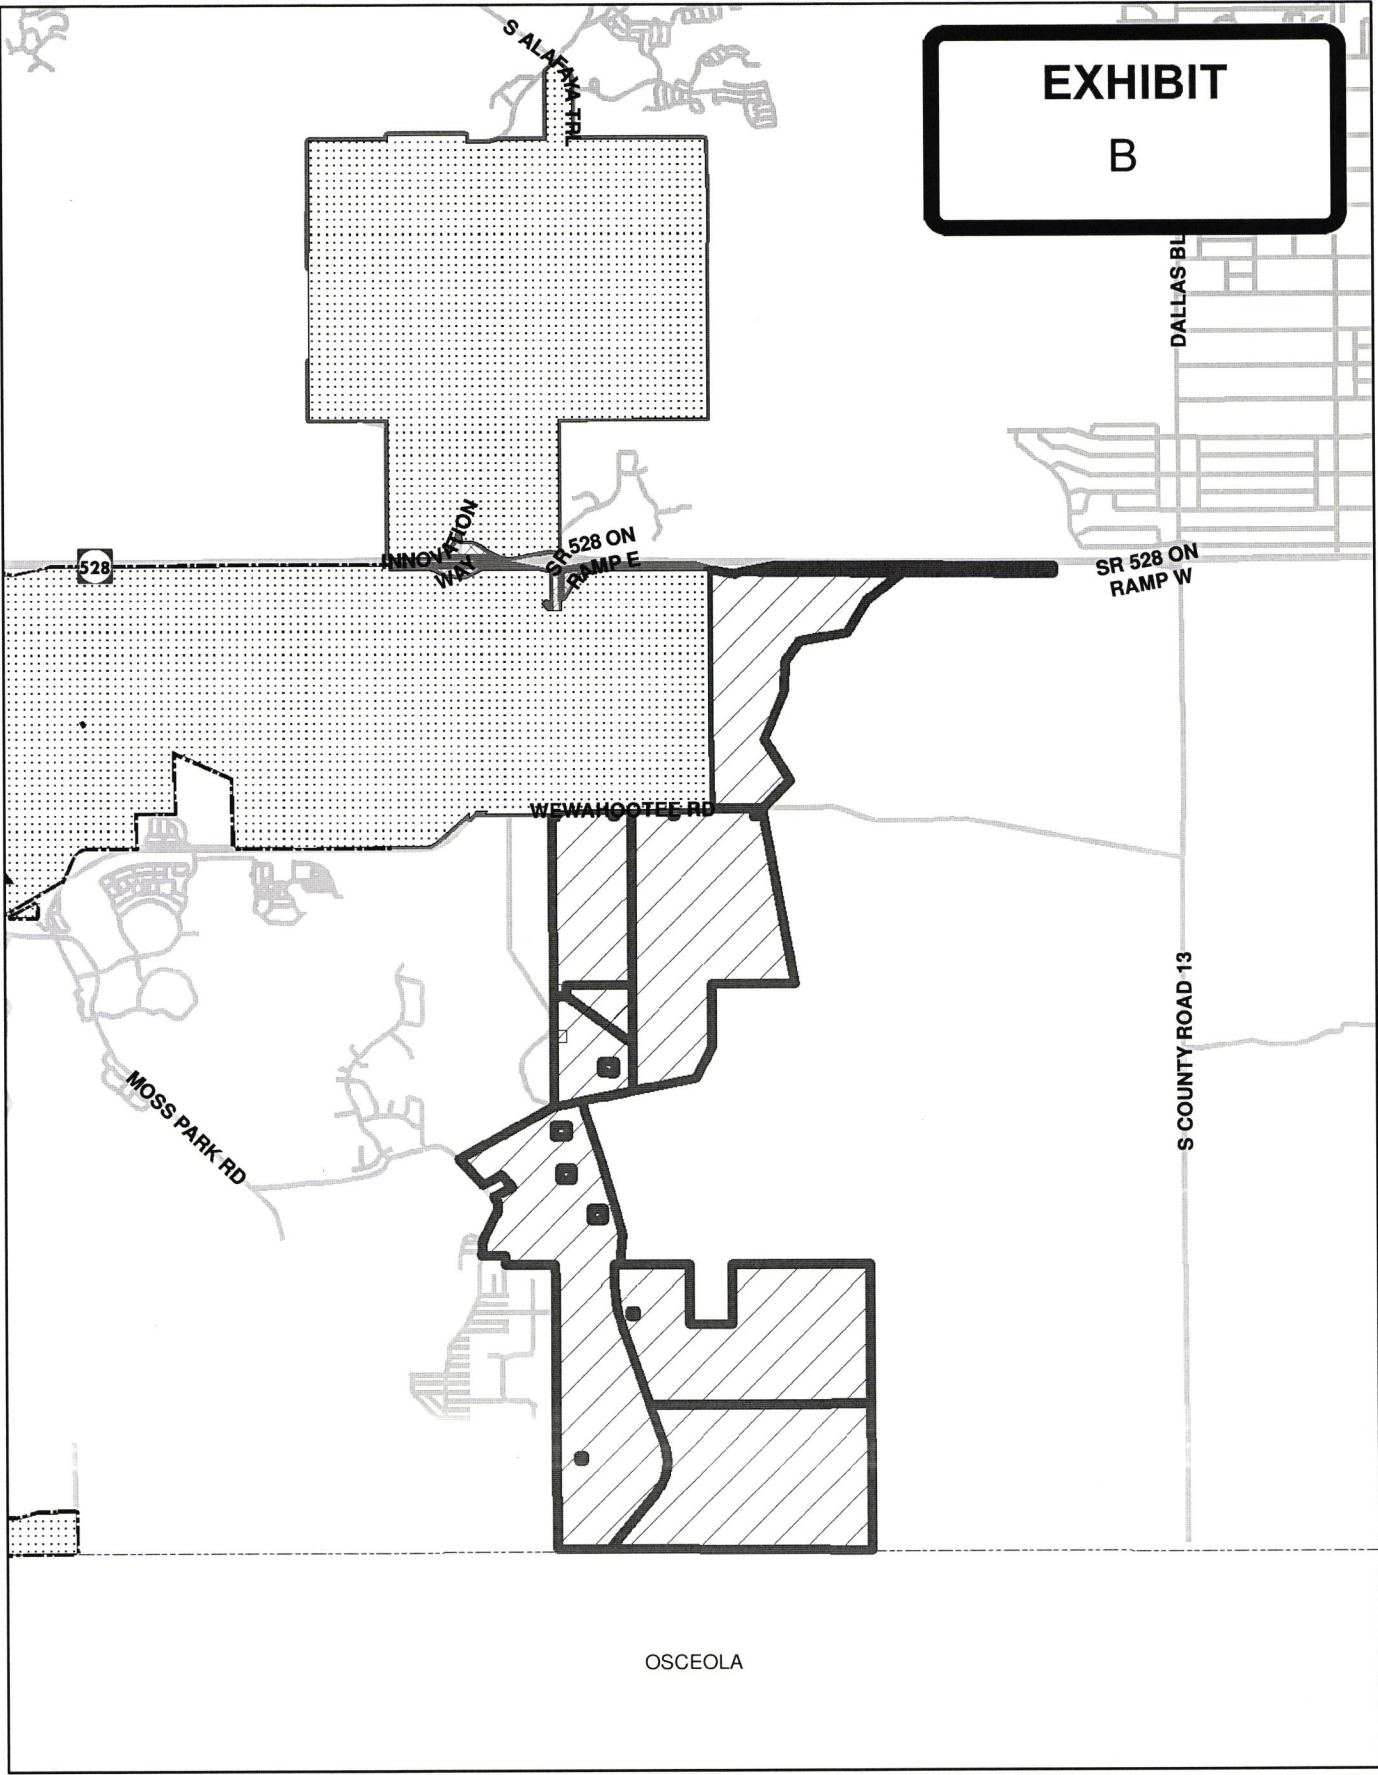 S ALAFAYA TRL
EXHIBIT
B
DALLAS BL
INNOVATION
WAY
SR 528 ON
RAMP E
528
SR 528 ON
RAMP W
WEWAHOOTEE RD
S COUNTY ROAD 13
MOSS PARK RD
OSCEOLA